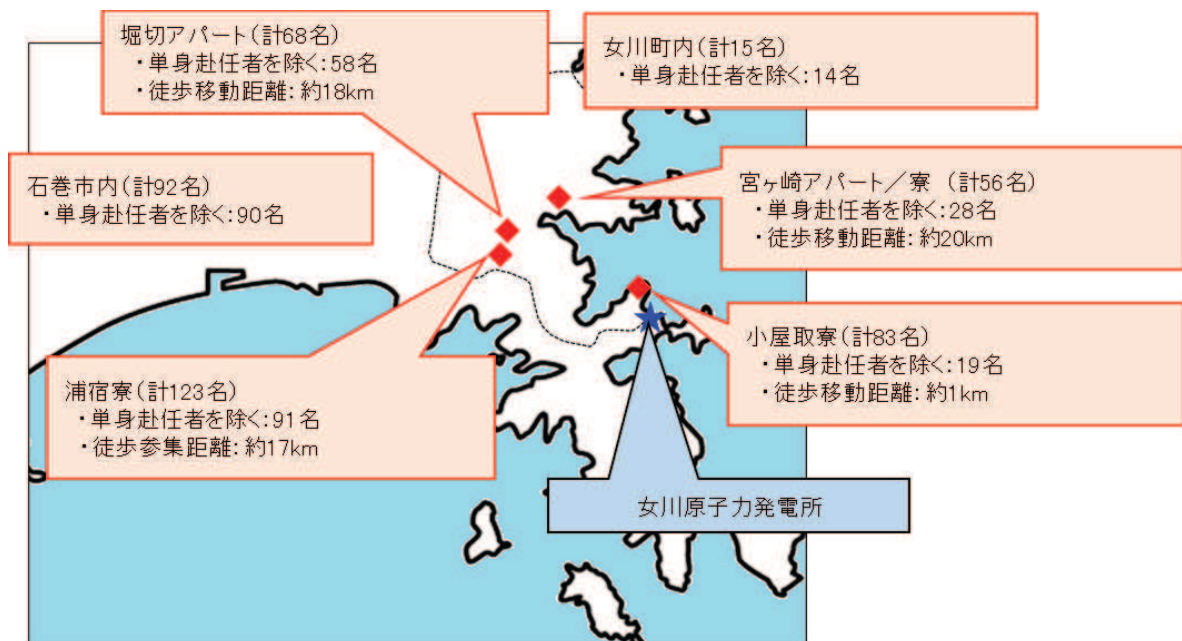 堀切アパート(計68名)
・単身赴任者を除く:58名
・徒歩移動距離:約18km
女川町内(計15名)
・単身赴任者を除く:14名
石巻市内(計92名)
・単身赴任者を除く:90名
宮ヶ崎アパート/寮 (計56名)
・単身赴任者を除く:28名
・徒歩移動距離:約20km
小屋取寮(計83名)
・単身赴任者を除く:19名
・徒歩移動距離:約1km
浦宿寮(計123名)
・単身赴任者を除く:91名
・徒歩参集距離:約17km
女川原子力発電所